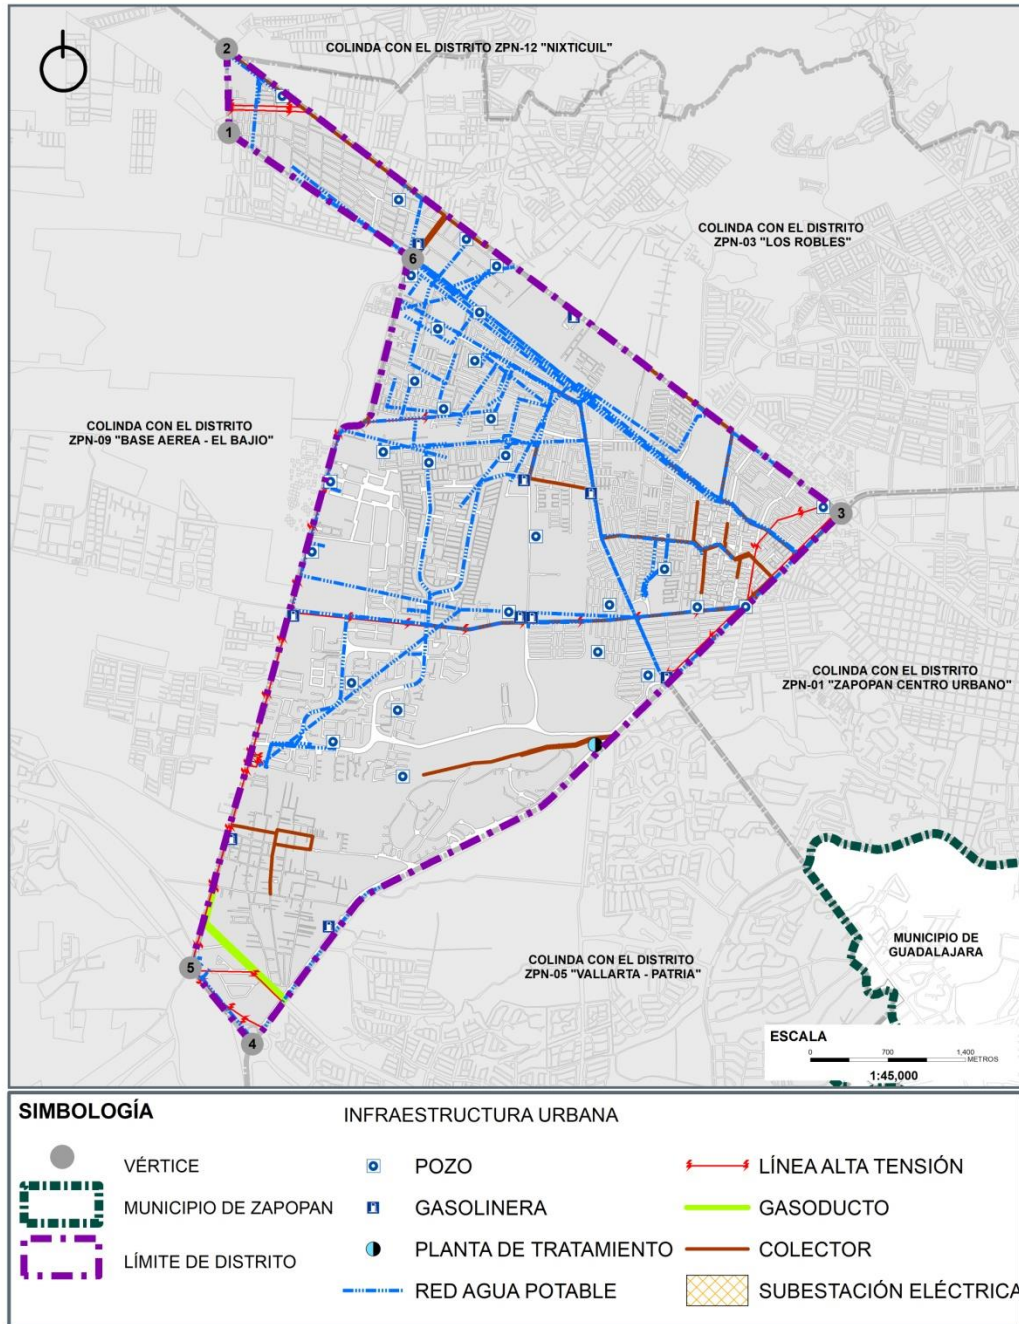 2
COLINDA CON EL DISTRITO ZPN-12 "NIXTICUIL"
1
COLINDA CON EL DISTRITO
ZPN-03 "LOS ROBLES"
6
COLINDA CON EL DISTRITO
ZPN-09 "BASE AEREA - EL BAJIO"
3
COLINDA CON EL DISTRITO
ZPN-01 "ZAPOPAN CENTRO URBANO"
MUNICIPIO DE
GUADALAJARA
COLINDA CON EL DISTRITO
ZPN-05 "VALLARTA - PATRIA"
5
4
ESCALA
0 700 1,400
METROS
1:45,000
SIMBOLOGÍA
VÉRTICE
MUNICIPIO DE ZAPOPAN
LÍMITE DE DISTRITO
INFRAESTRUCTURA URBANA
POZO
GASOLINERA
PLANTA DE TRATAMIENTO
RED AGUA POTABLE
LÍNEA ALTA TENSIÓN
GASODUCTO
COLECTOR
SUBESTACIÓN ELÉCTRICA